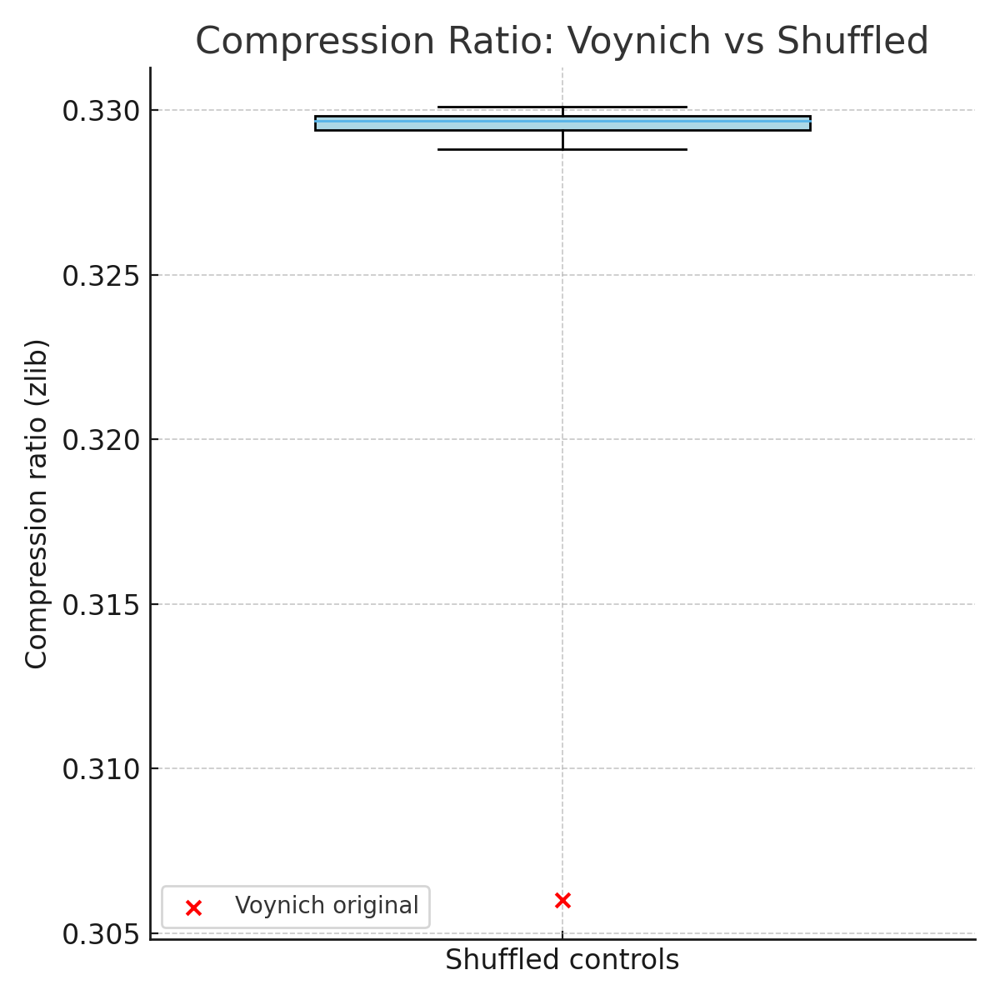 Compression Ratio: Voynich vs Shuffled
Compression ratio (zlib)
0.330
0.325
0.320
0.315
0.310
0.305
Voynich original
Shuffled controls